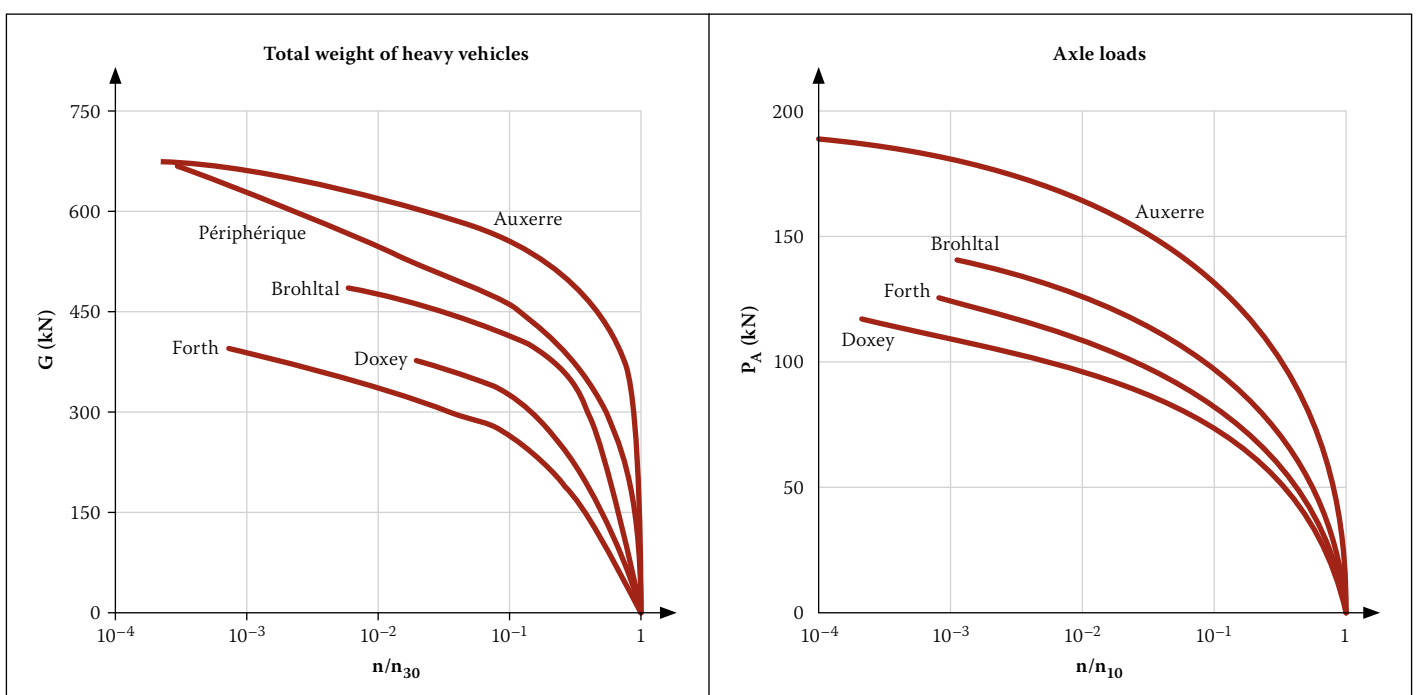 Total weight of heavy vehicles
750
600
450
300
150
0
G (kN)
Auxerre
Périphérique
Brohltal
Forth
Doxey
10⁻⁴
10⁻³
10⁻²
10⁻¹
1
n/n₃₀
Axle loads
200
150
100
50
0
P_A (kN)
Auxerre
Brohltal
Forth
Doxey
10⁻⁴
10⁻³
10⁻²
10⁻¹
1
n/n₁₀